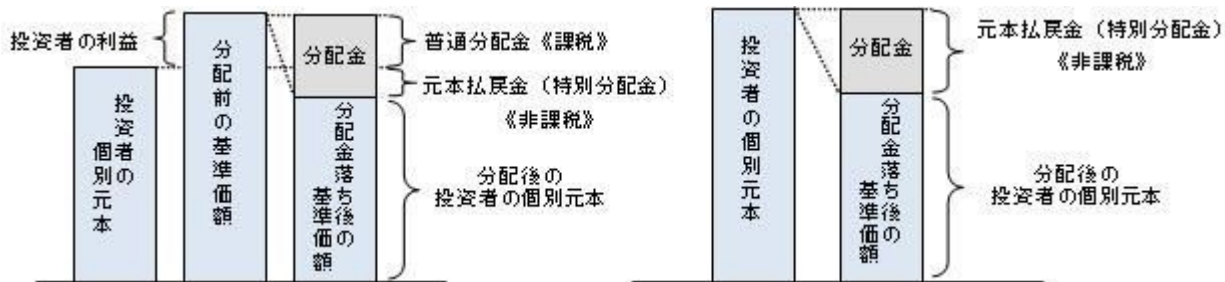 投資者の利益
投資者の
個別元本
分配前の基準価額
分配金
分配金落ち後の
基準価額
普通分配金《課税》
元本払戻金（特別分配金）
《非課税》
分配後の
投資者の個別元本
投資者の個別元本
分配金
分配金落ち後の
基準価額
元本払戻金（特別分配金）
《非課税》
分配後の
投資者の個別元本